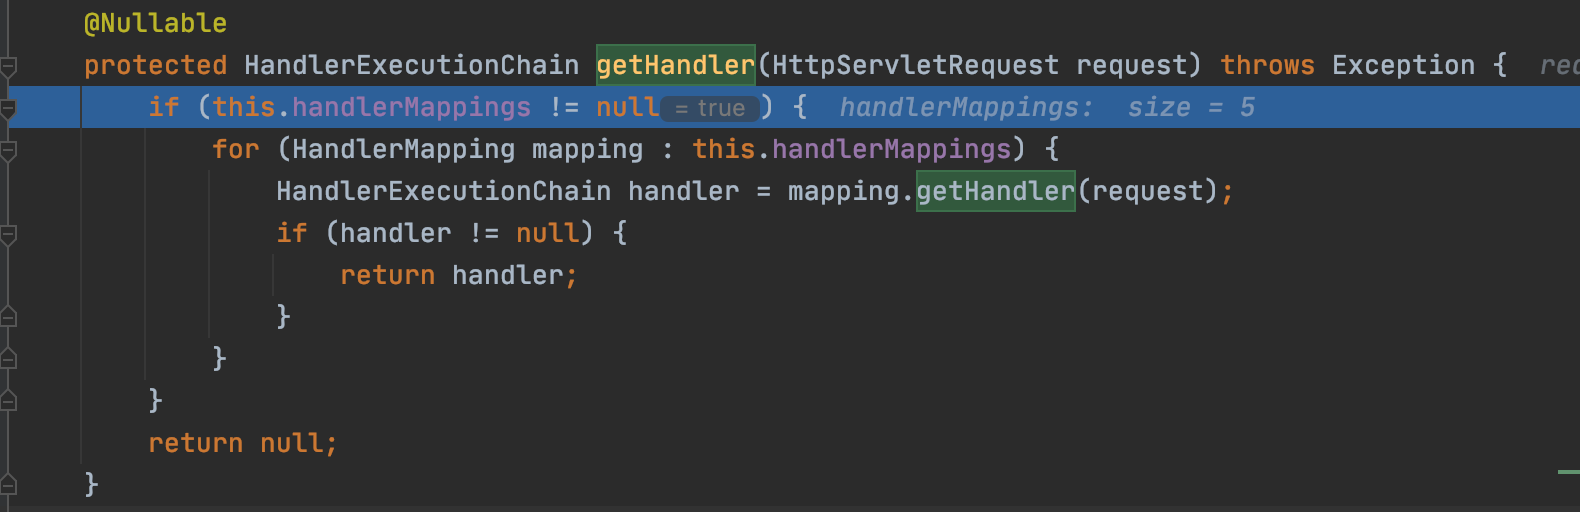 @Nullable
protected HandlerExecutionChain getHandler(HttpServletRequest request) throws Exception {
if (this.handlerMappings != null = true ) { handlerMappings: size = 5
for (HandlerMapping mapping : this.handlerMappings) {
HandlerExecutionChain handler = mapping.getHandler(request);
if (handler != null) {
return handler;
}
}
}
return null;
}